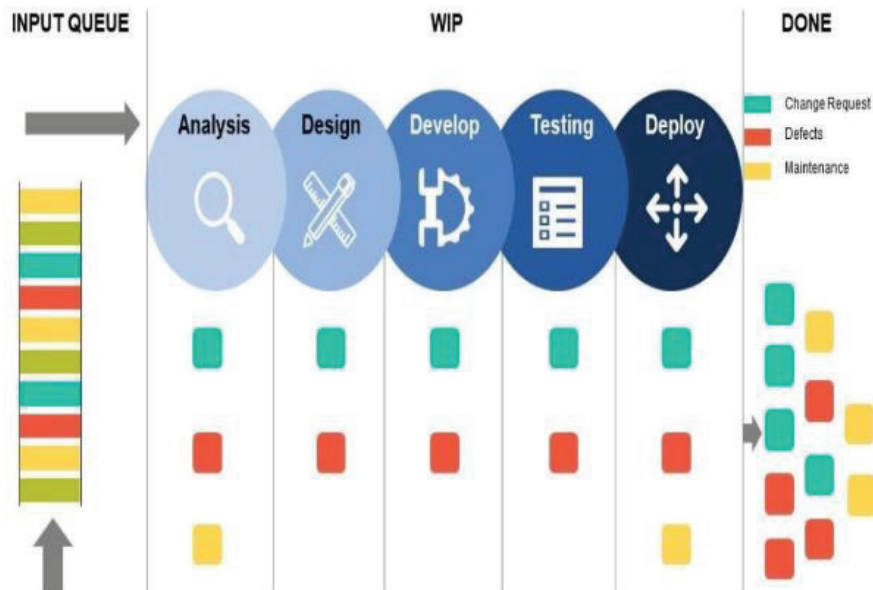 INPUT QUEUE
WIP
DONE
Analysis
Design
Develop
Testing
Deploy
Change Request
Defects
Maintenance